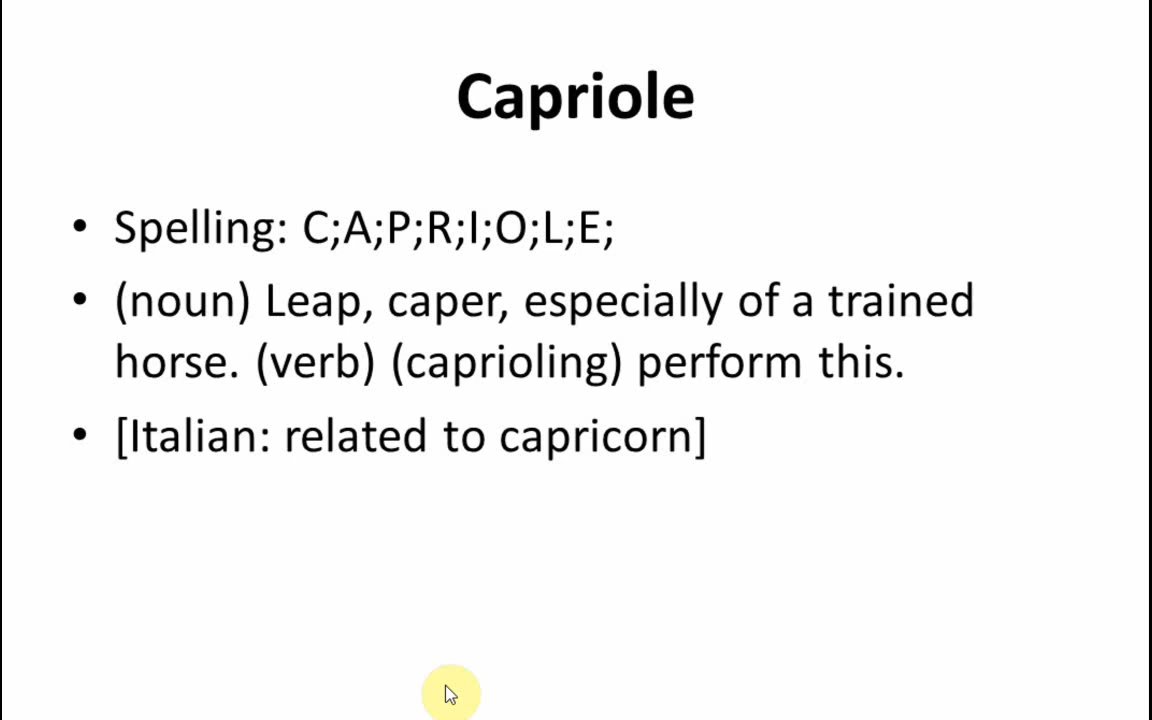 Capriole
• Spelling: C;A;P;R;I;O;L;E;
• (noun) Leap, caper, especially of a trained
horse. (verb) (caprioling) perform this.
• [Italian: related to capricorn]